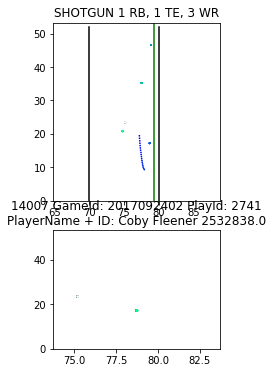 SHOTGUN 1 RB, 1 TE, 3 WR
50
40
30
20
10
0
65 70 75 80 85
14007 GameId: 2017092402 PlayId: 2741
PlayerName + ID: Coby Fleener 2532838.0
40
20
0
75.0 77.5 80.0 82.5